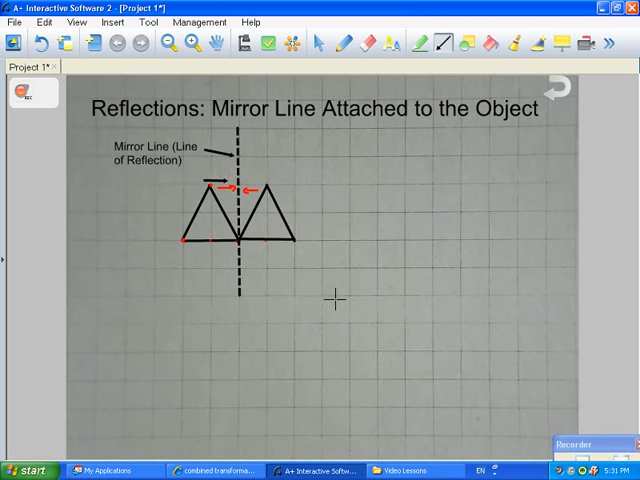 A+ Interactive Software 2 - [Project 1*]
File Edit View Insert Tool Management Help
Project 1*
REC
Reflections: Mirror Line Attached to the Object
Mirror Line (Line
of Reflection)
Recorder
start
My Applications
combined transforma...
A+ Interactive Softw...
Video Lessons
EN
5:31 PM